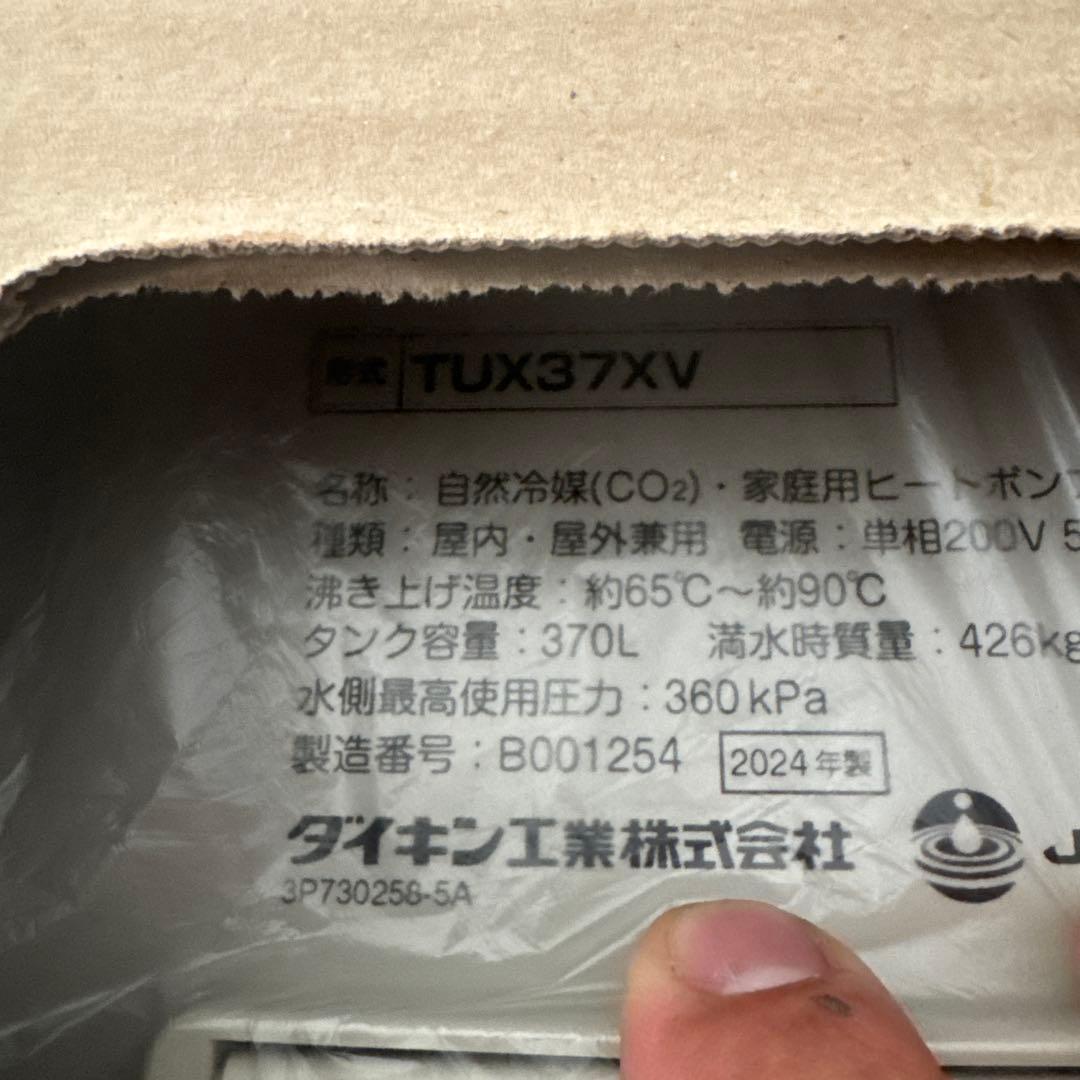 形式 TUX37XV
名称：自然冷媒(CO₂)・家庭用ヒートポンプ
種類：屋内・屋外兼用 電源：単相200V 5
沸き上げ温度：約65℃～約90℃
タンク容量：370L 満水時質量：426kg
水側最高使用圧力：360kPa
製造番号：B001254 2024年製
ダイキン工業株式会社 J
3P730258-5A